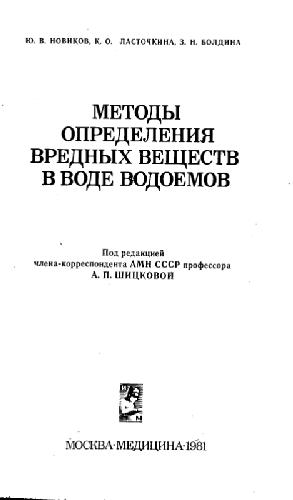 Ю. В. НОВИКОВ, К. О. ЛАСТОЧКИНА, З. Н. БОЛДИНА
МЕТОДЫ
ОПРЕДЕЛЕНИЯ
ВРЕДНЫХ ВЕЩЕСТВ
В ВОДЕ ВОДОЕМОВ
Под редакцией
члена-корреспондента АМН СССР профессора
А. П. ШИЦКОВОЙ
МОСКВА·МЕДИЦИНА·1981